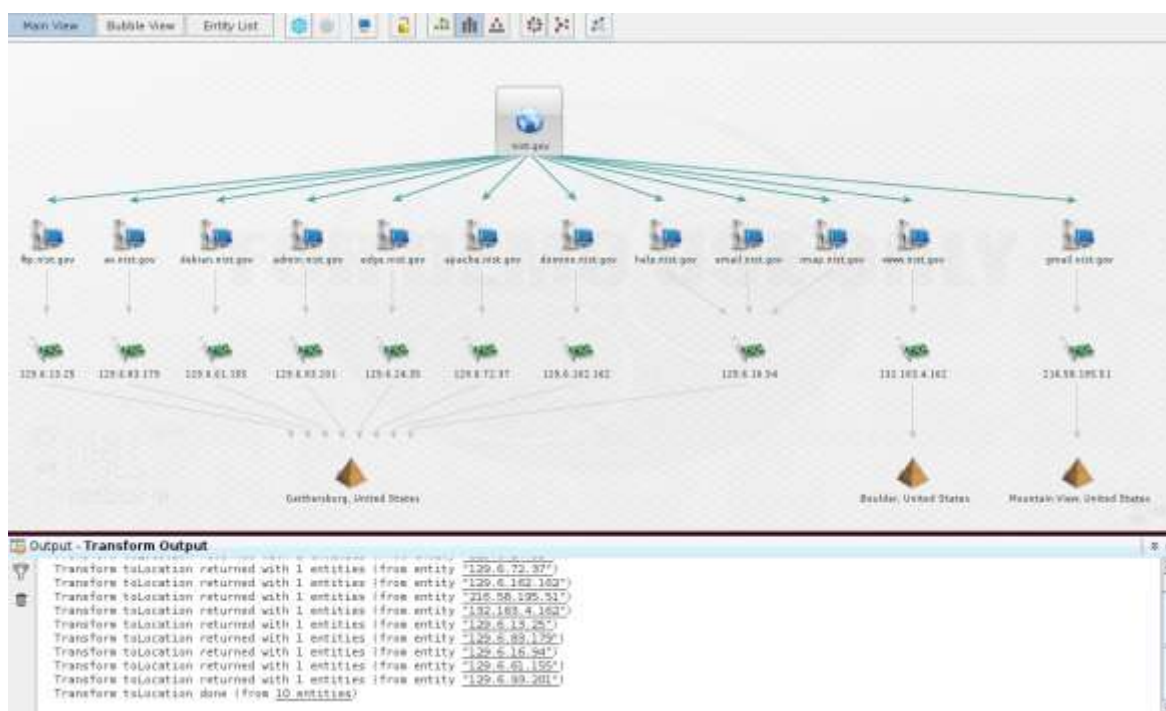 Main View Bubble View Entity List
nist.gov
ftp.nist.gov av.nist.gov debian.nist.gov admin.nist.gov edge.nist.gov apache.nist.gov domino.nist.gov help.nist.gov email.nist.gov imap.nist.gov www.nist.gov gmail.nist.gov
129.6.13.25 129.6.93.179 129.6.61.155 129.6.93.201 129.6.24.35 129.6.72.37 129.6.162.162 129.6.16.94 132.163.4.162 216.58.195.51
Gaithersburg, United States Boulder, United States Mountain View, United States
Output - Transform Output
Transform toLocation returned with 1 entities (from entity "129.6.72.37")
Transform toLocation returned with 1 entities (from entity "129.6.162.162")
Transform toLocation returned with 1 entities (from entity "216.58.195.51")
Transform toLocation returned with 1 entities (from entity "132.163.4.162")
Transform toLocation returned with 1 entities (from entity "129.6.13.25")
Transform toLocation returned with 1 entities (from entity "129.6.93.179")
Transform toLocation returned with 1 entities (from entity "129.6.16.94")
Transform toLocation returned with 1 entities (from entity "129.6.61.155")
Transform toLocation returned with 1 entities (from entity "129.6.93.201")
Transform toLocation done (from 10 entities)